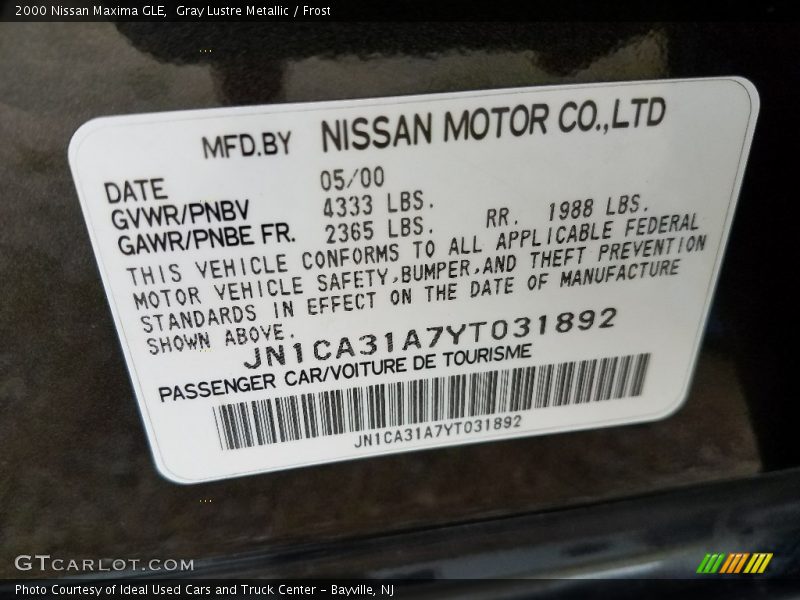 2000 Nissan Maxima GLE,  Gray Lustre Metallic / Frost
MFD.BY NISSAN MOTOR CO.,LTD
DATE 05/00
GVWR/PNBV 4333 LBS.
GAWR/PNBE FR. 2365 LBS. RR. 1988 LBS.
THIS VEHICLE CONFORMS TO ALL APPLICABLE FEDERAL
MOTOR VEHICLE SAFETY,BUMPER,AND THEFT PREVENTION
STANDARDS IN EFFECT ON THE DATE OF MANUFACTURE
SHOWN ABOVE.
JN1CA31A7YT031892
PASSENGER CAR/VOITURE DE TOURISME
JN1CA31A7YT031892
GTCARLOT.COM
Photo Courtesy of Ideal Used Cars and Truck Center - Bayville, NJ